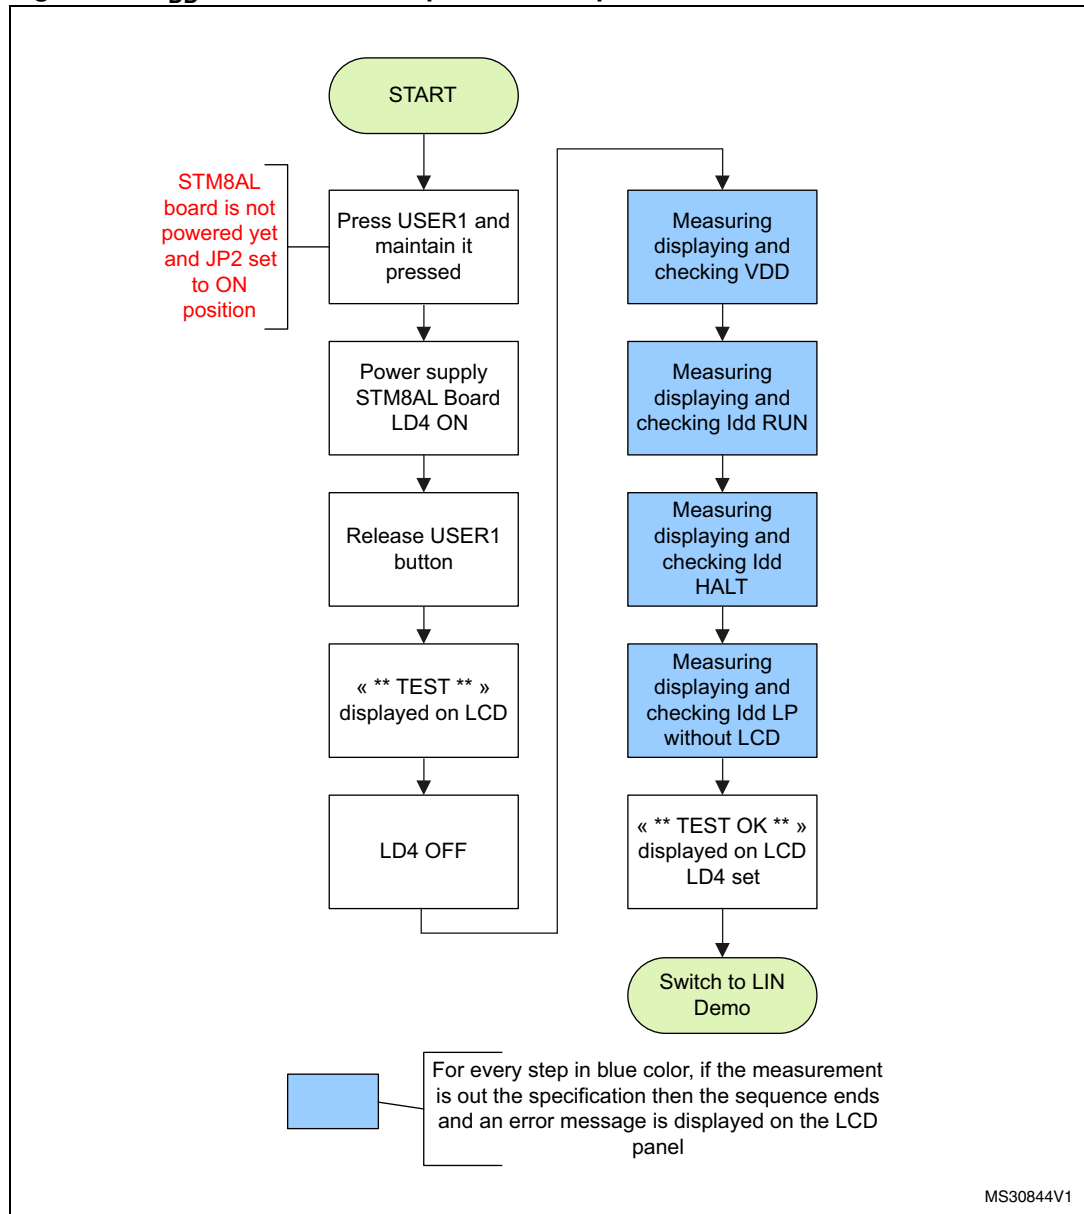 START
STM8AL
board is not
powered yet
and JP2 set
to ON
position
Press USER1 and
maintain it
pressed
Power supply
STM8AL Board
LD4 ON
Release USER1
button
« ** TEST ** »
displayed on LCD
LD4 OFF
Measuring
displaying and
checking VDD
Measuring
displaying and
checking Idd RUN
Measuring
displaying and
checking Idd
HALT
Measuring
displaying and
checking Idd LP
without LCD
« ** TEST OK ** »
displayed on LCD
LD4 set
Switch to LIN
Demo
For every step in blue color, if the measurement
is out the specification then the sequence ends
and an error message is displayed on the LCD
panel
MS30844V1